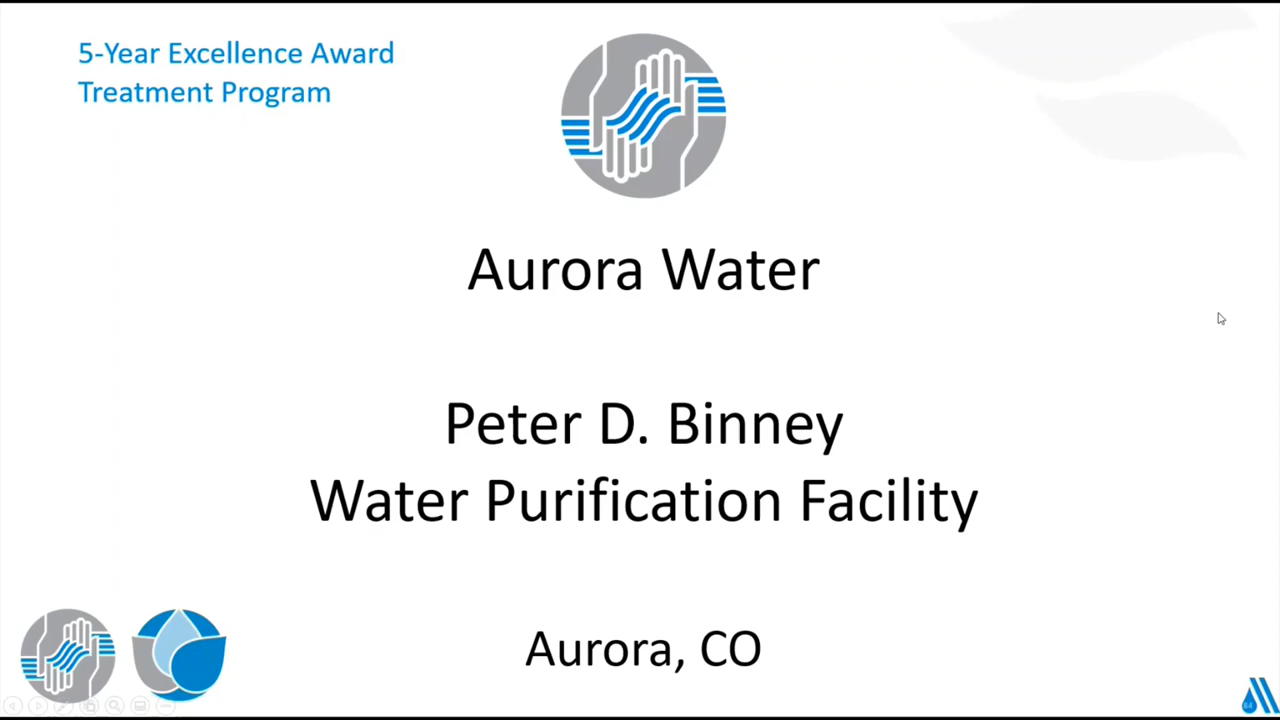 5-Year Excellence Award
Treatment Program
Aurora Water
Peter D. Binney
Water Purification Facility
Aurora, CO